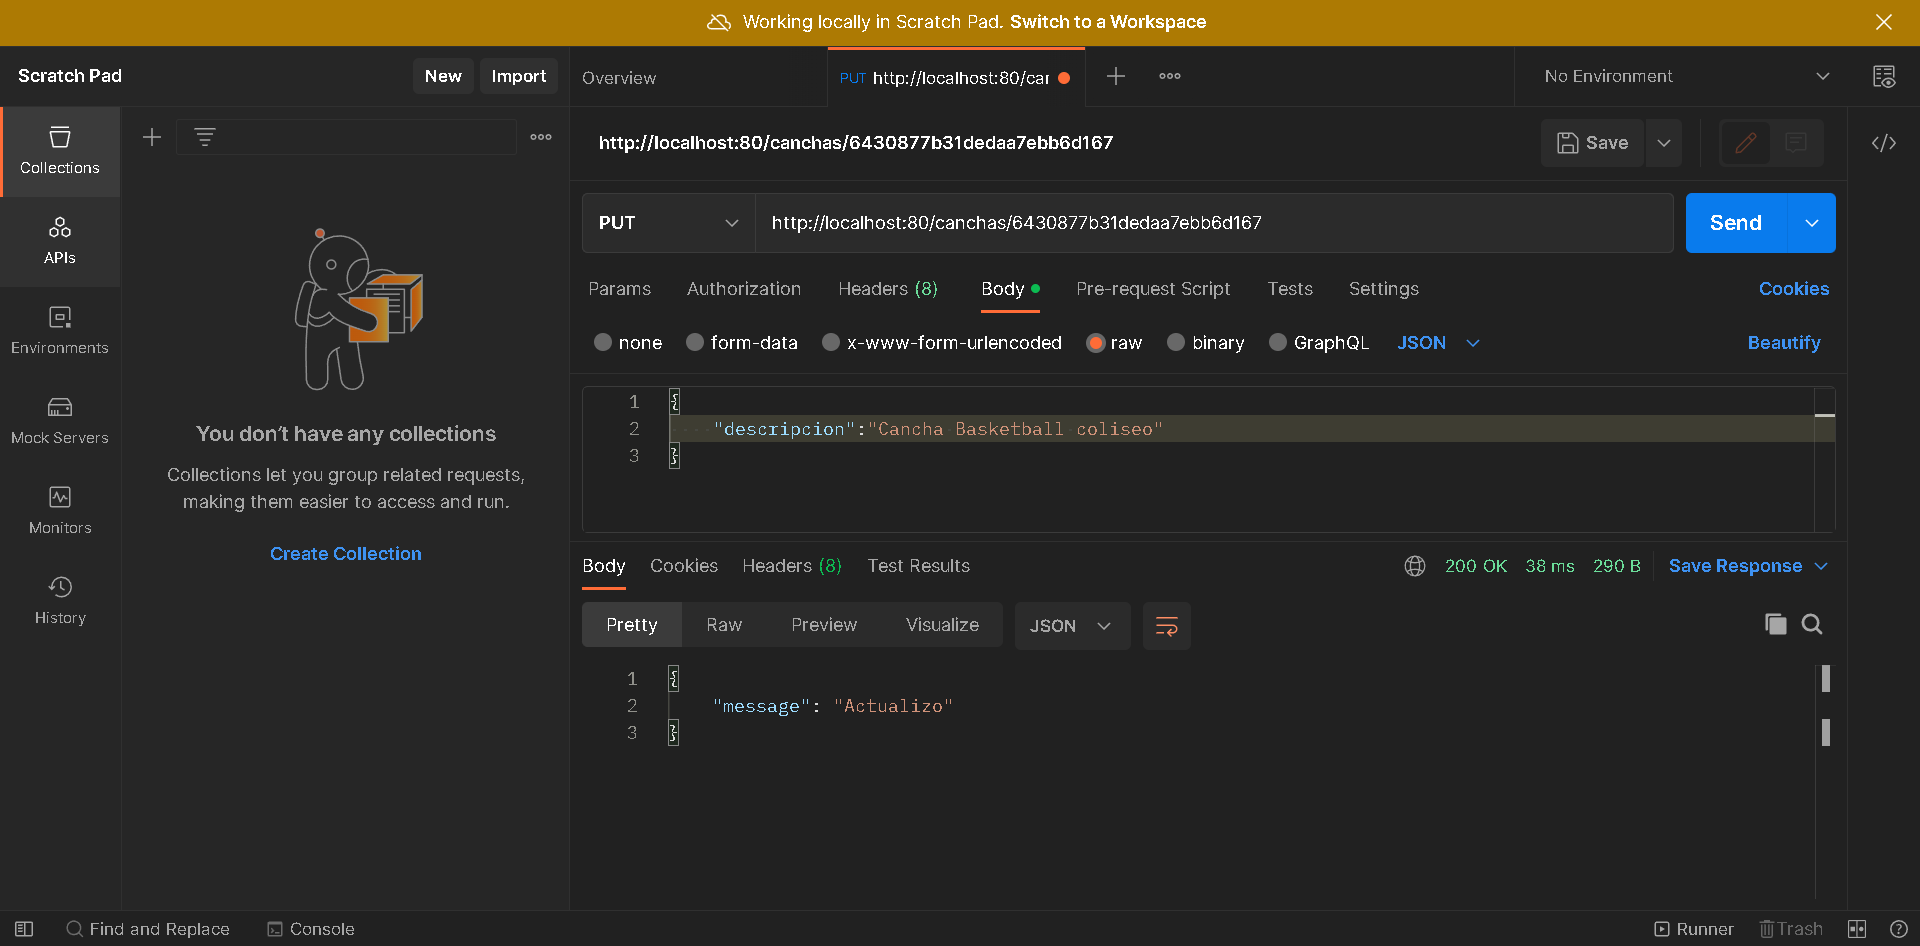 Working locally in Scratch Pad. Switch to a Workspace
Scratch Pad
New
Import
Overview
PUT http://localhost:80/car
No Environment
Collections
APIs
Environments
Mock Servers
Monitors
History
You don't have any collections
Collections let you group related requests,
making them easier to access and run.
Create Collection
http://localhost:80/canchas/6430877b31dedaa7ebb6d167
Save
PUT
http://localhost:80/canchas/6430877b31dedaa7ebb6d167
Send
Params Authorization Headers (8) Body Pre-request Script Tests Settings Cookies
none form-data x-www-form-urlencoded raw binary GraphQL JSON Beautify
1 {
2 "descripcion":"Cancha Basketball coliseo"
3 }
Body Cookies Headers (8) Test Results 200 OK 38 ms 290 B Save Response
Pretty Raw Preview Visualize JSON
1 {
2 "message": "Actualizo"
3 }
Find and Replace Console Runner Trash